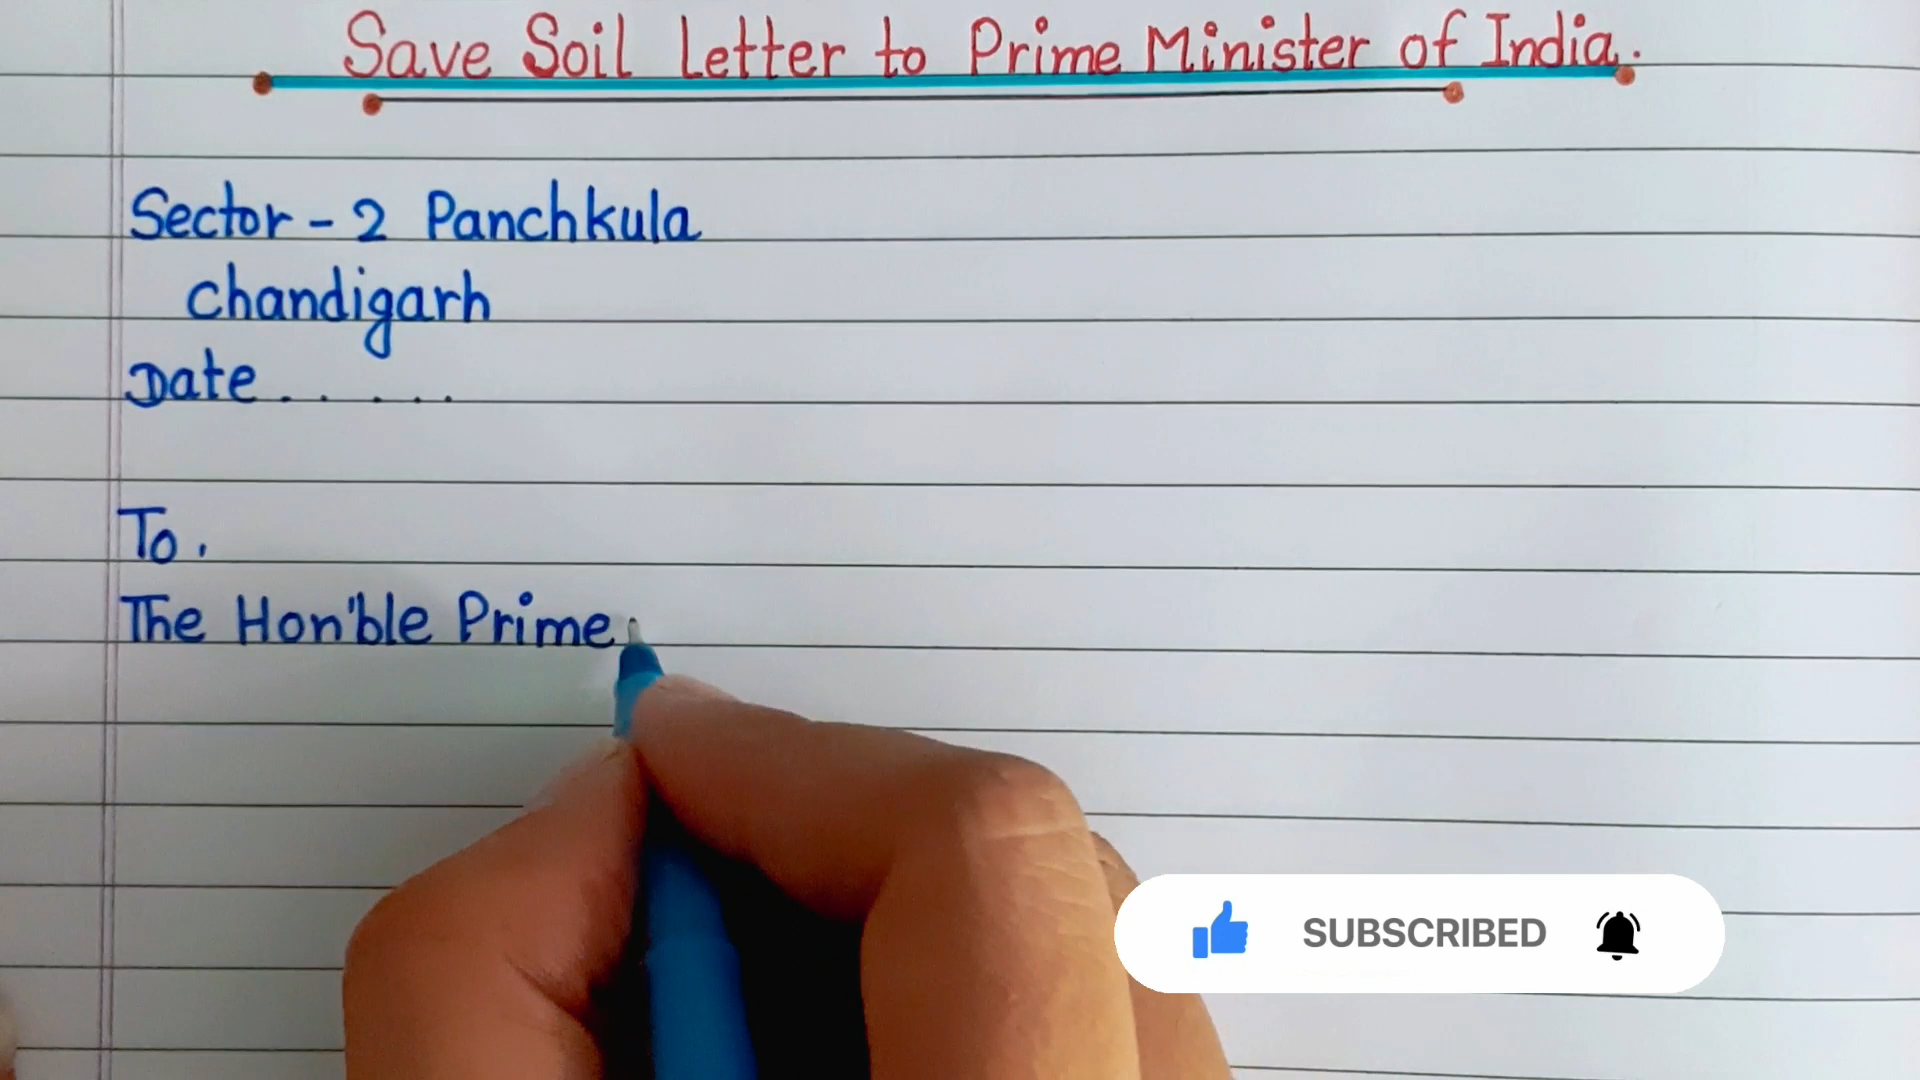 Save Soil Letter to Prime Minister of India.
Sector - 2 Panchkula
Chandigarh
Date . . . . . .
To,
The Hon'ble Prime
SUBSCRIBED